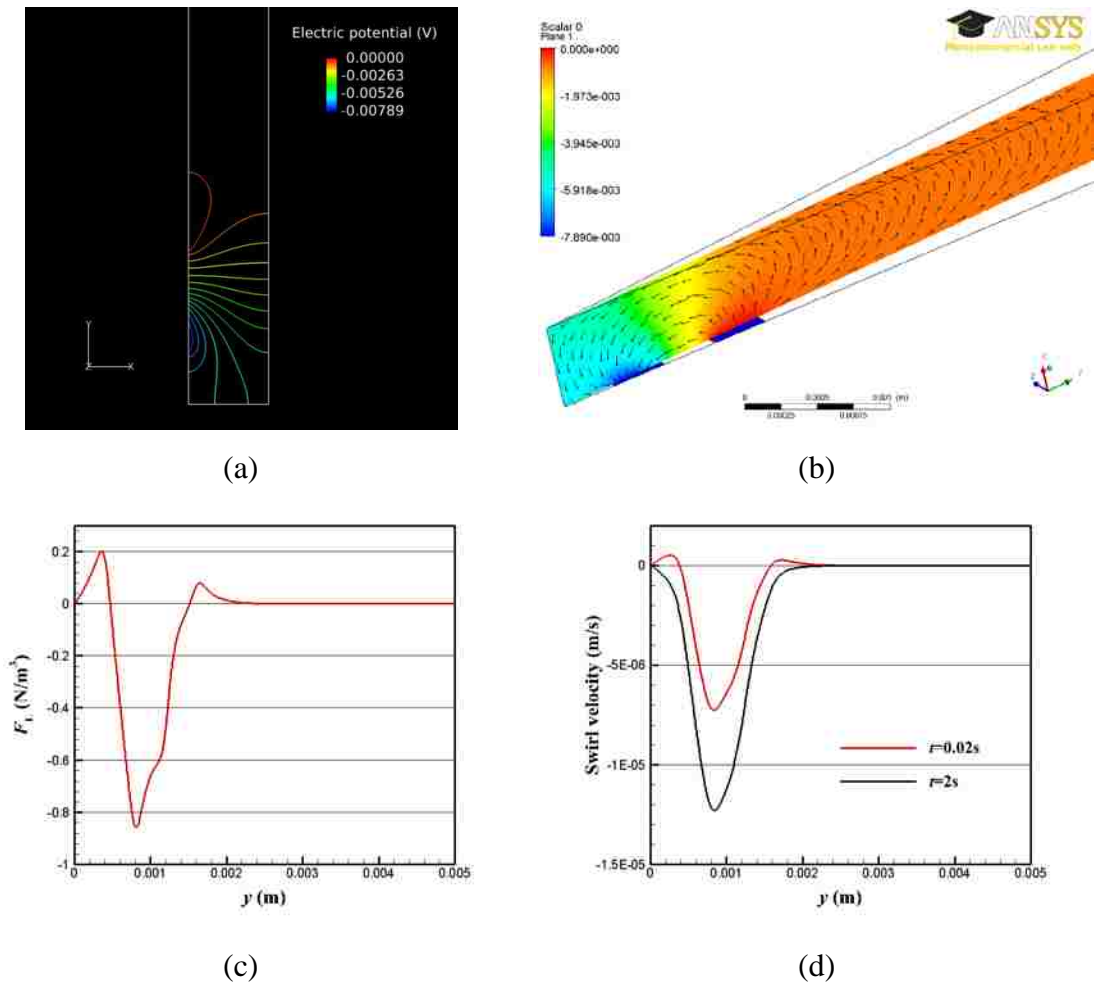 Electric potential (V)
0.00000
-0.00263
-0.00526
-0.00789
Y
Z
X
(a)
Scalar 0
Plane 1
0.000e+000
-1.973e-003
-3.945e-003
-5.918e-003
-7.890e-003
ANSYS
0
0.0005
0.001 (m)
0.00025
(b)
0.2
0
-0.2
-0.4
-0.6
-0.8
-1
F_L (N/m³)
0 0.001 0.002 0.003 0.004 0.005
y (m)
(c)
0
-5E-06
-1E-05
-1.5E-05
Swirl velocity (m/s)
t=0.02s
t=2s
0 0.001 0.002 0.003 0.004 0.005
y (m)
(d)